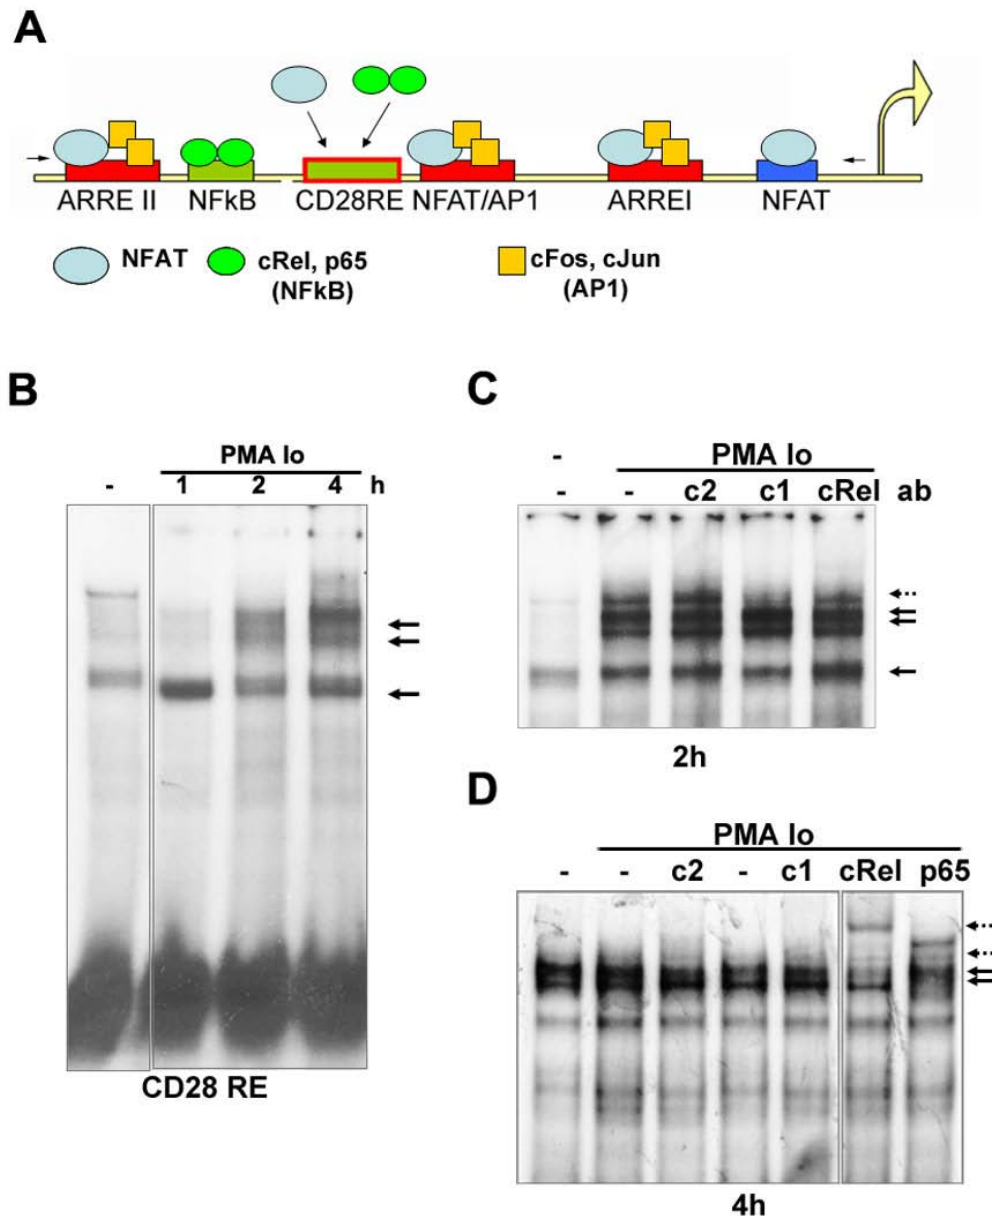 A
ARRE II NFkB CD28RE NFAT/AP1 ARREI NFAT
NFAT cRel, p65 cFos, cJun
(NFkB) (AP1)
B
PMA Io
- 1 2 4 h
CD28 RE
C
- PMA Io
- - c2 c1 cRel ab
2h
D
PMA Io
- - c2 - c1 cRel p65
4h